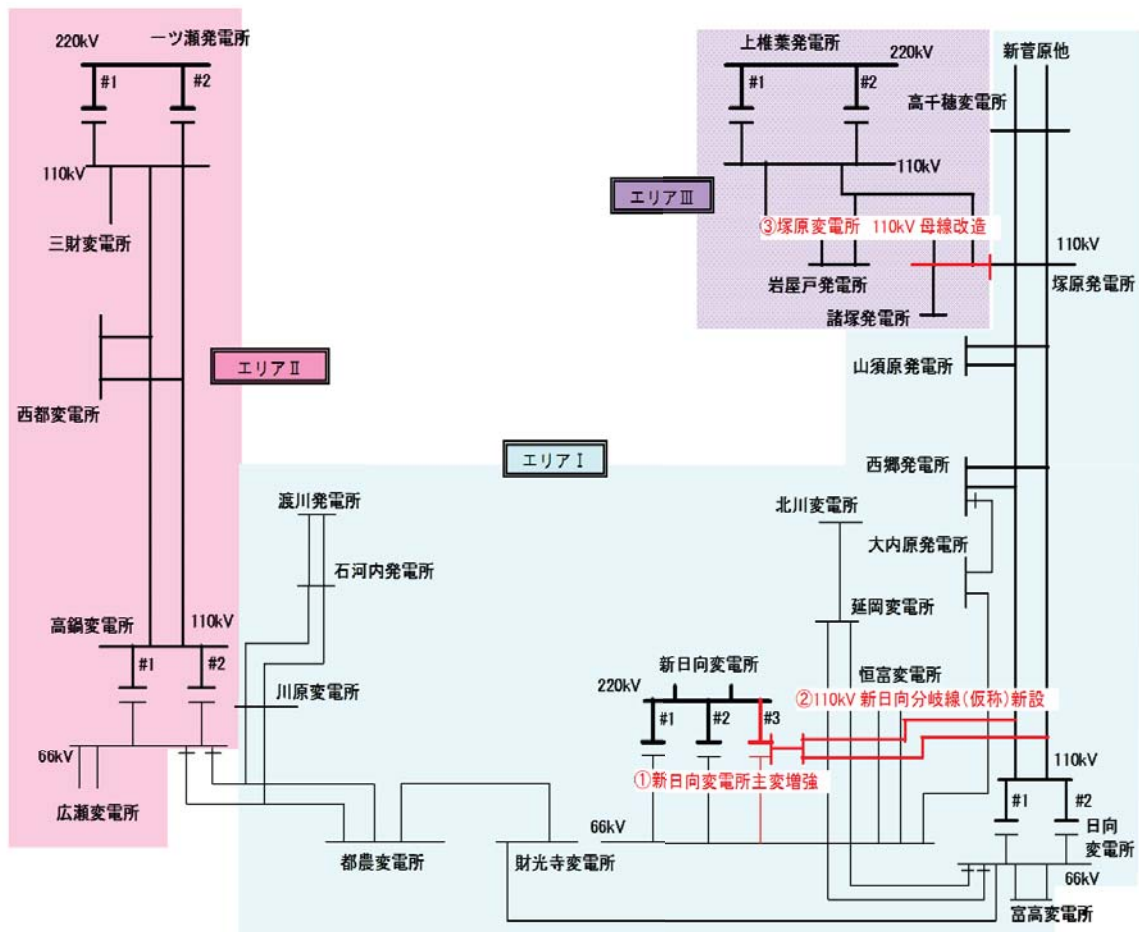 220kV
一ツ瀬発電所
#1
#2
110kV
三財変電所
西都変電所
エリアⅡ
高鍋変電所
110kV
#1
#2
66kV
広瀬変電所
上椎葉発電所
220kV
#1
#2
110kV
エリアⅢ
③塚原変電所 110kV 母線改造
岩屋戸発電所
諸塚発電所
新菅原他
高千穂変電所
110kV
塚原発電所
山須原発電所
エリアⅠ
西郷発電所
大内原発電所
渡川発電所
石河内発電所
川原変電所
都農変電所
財光寺変電所
北川変電所
延岡変電所
恒富変電所
新日向変電所
220kV
#1
#2
#3
②110kV 新日向分岐線(仮称)新設
①新日向変電所主変増強
66kV
110kV
#1
#2
日向
変電所
66kV
富高変電所